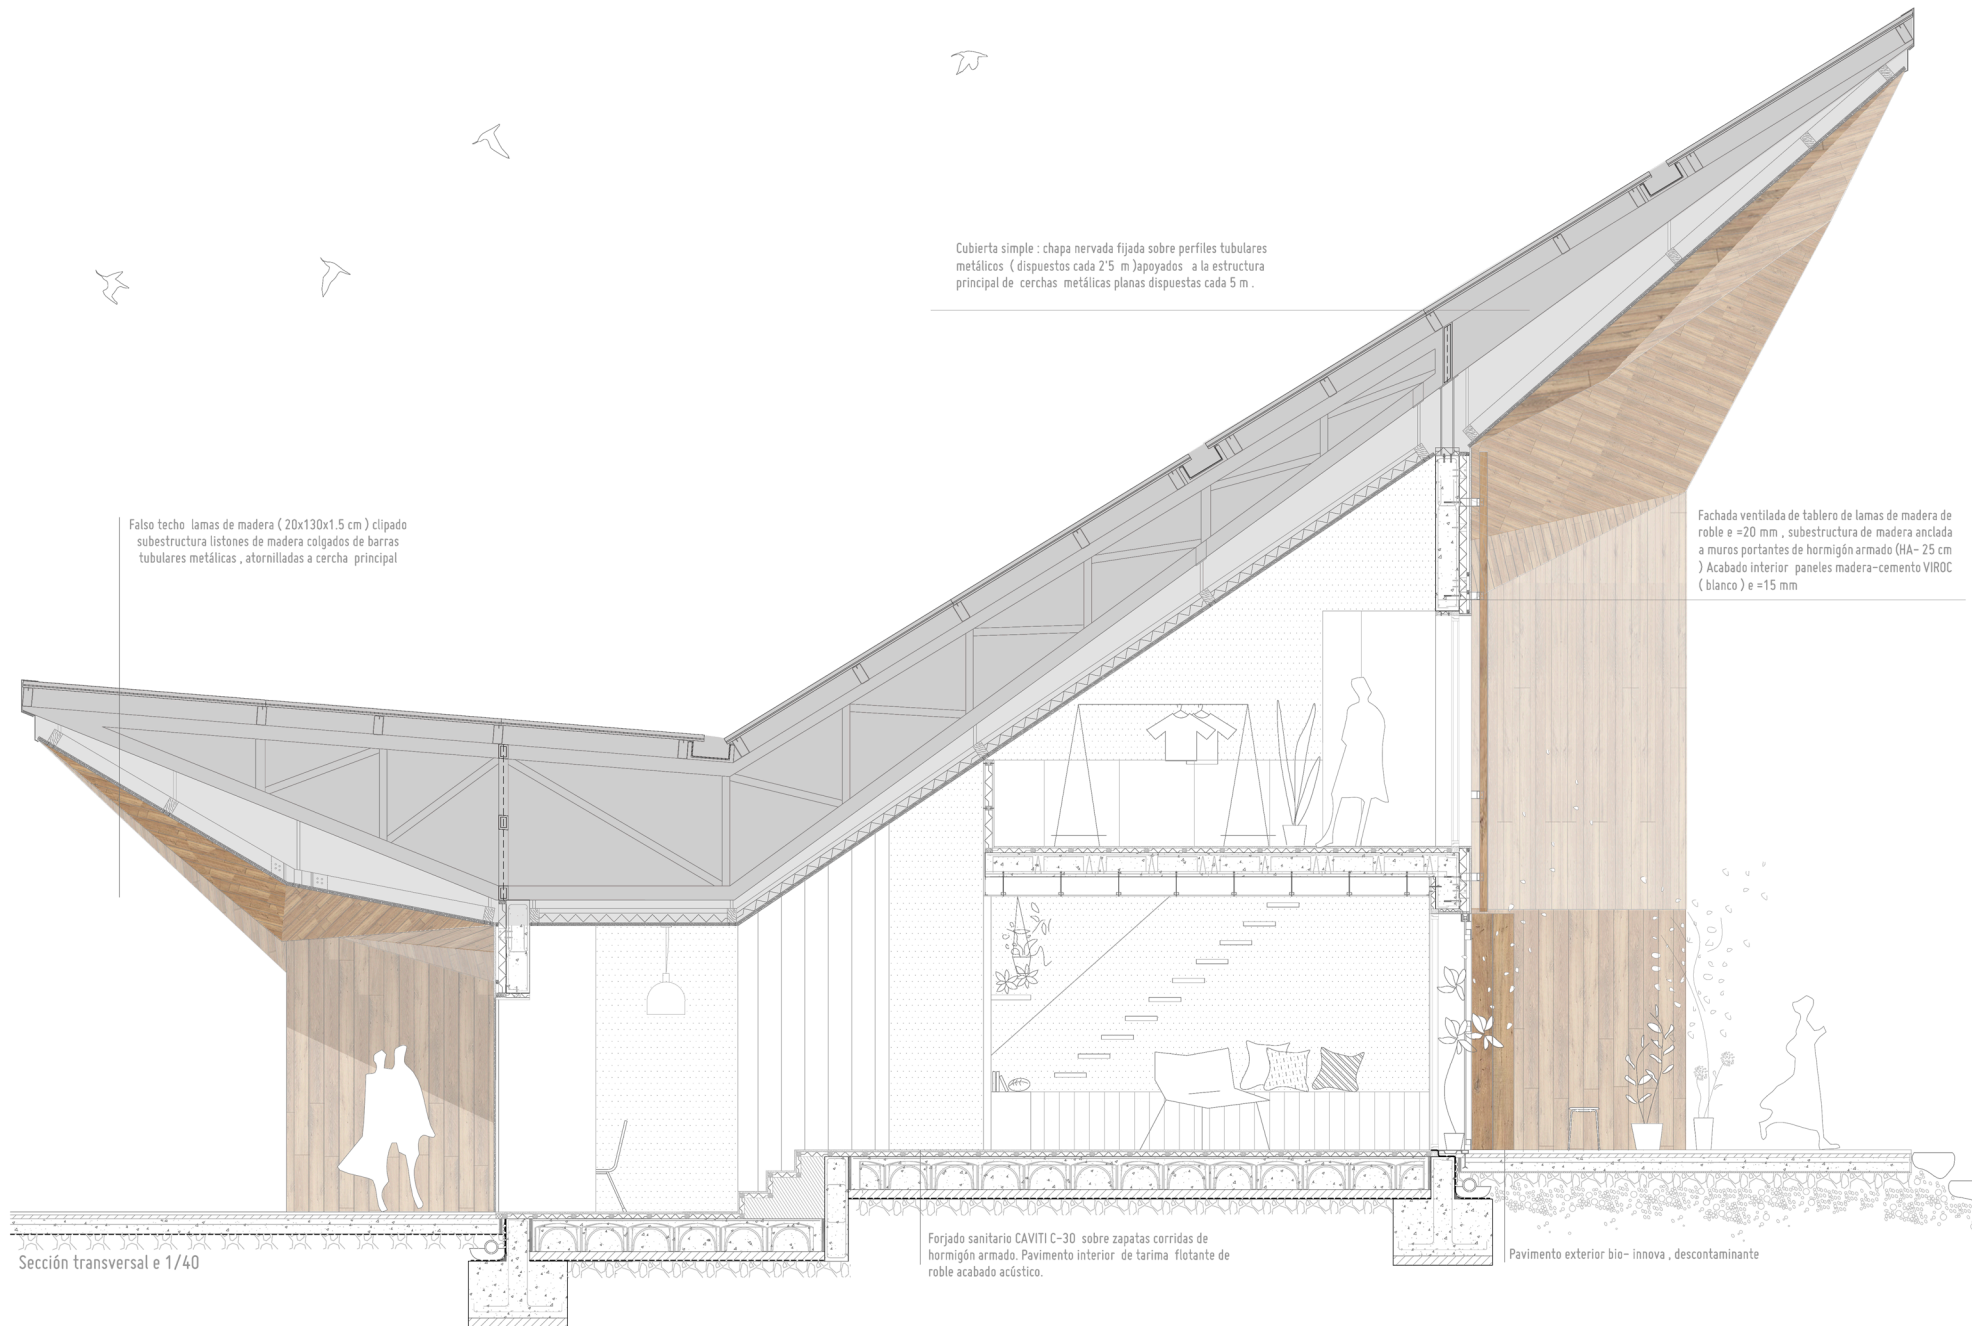 Cubierta simple : chapa nervada fijada sobre perfiles tubulares
metálicos ( dispuestos cada 2'5 m )apoyados a la estructura
principal de cerchas metálicas planas dispuestas cada 5 m .
Falso techo lamas de madera ( 20x130x1.5 cm ) clipado
subestructura listones de madera colgados de barras
tubulares metálicas , atornilladas a cercha principal
Fachada ventilada de tablero de lamas de madera de
roble e =20 mm , subestructura de madera anclada
a muros portantes de hormigón armado (HA- 25 cm
) Acabado interior paneles madera-cemento VIROC
( blanco ) e =15 mm
Forjado sanitario CAVITI C-30 sobre zapatas corridas de
hormigón armado. Pavimento interior de tarima flotante de
roble acabado acústico.
Pavimento exterior bio- innova , descontaminante
Sección transversal e 1/40